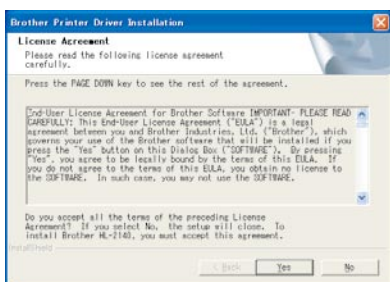 Brother Printer Driver Installation
License Agreement
Please read the following license agreement
carefully.
Press the PAGE DOWN key to see the rest of the agreement.
End-User License Agreement for Brother Software IMPORTANT- PLEASE READ
CAREFULLY: This End-User License Agreement ("EULA") is a legal
agreement between you and Brother Industries, Ltd. ("Brother"), which
governs your use of the Brother software that will be installed if you
press the "Yes" button on this Dialog Box ("SOFTWARE"). By pressing
"Yes", you agree to be legally bound by the terms of this EULA. If
you do not agree to the terms of this EULA, you obtain no license to
the SOFTWARE. In such case, you may not use the SOFTWARE.
Do you accept all the terms of the preceding License
Agreement? If you select No, the setup will close. To
install Brother HL-2140, you must accept this agreement.
InstallShield
< Back
Yes
No